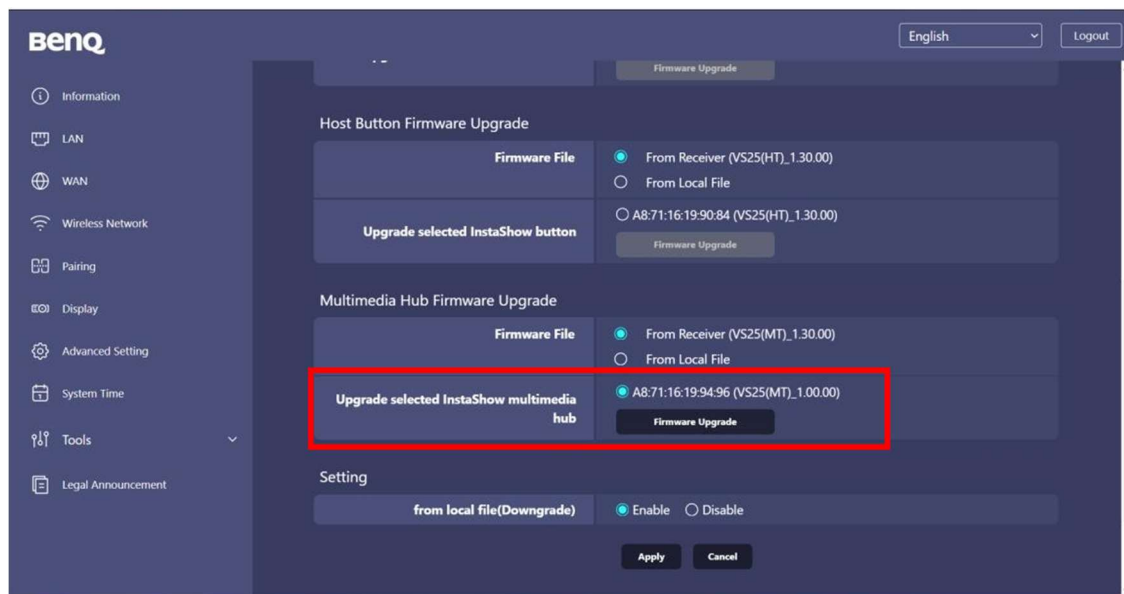 BenQ
English
Logout
Information
LAN
WAN
Wireless Network
Pairing
Display
Advanced Setting
System Time
Tools
Legal Announcement
Firmware Upgrade
Host Button Firmware Upgrade
Firmware File
From Receiver (VS25(HT)_1.30.00)
From Local File
Upgrade selected InstaShow button
A8:71:16:19:90:84 (VS25(HT)_1.30.00)
Firmware Upgrade
Multimedia Hub Firmware Upgrade
Firmware File
From Receiver (VS25(MT)_1.30.00)
From Local File
Upgrade selected InstaShow multimedia
hub
A8:71:16:19:94:96 (VS25(MT)_1.00.00)
Firmware Upgrade
Setting
from local file(Downgrade)
Enable Disable
Apply Cancel